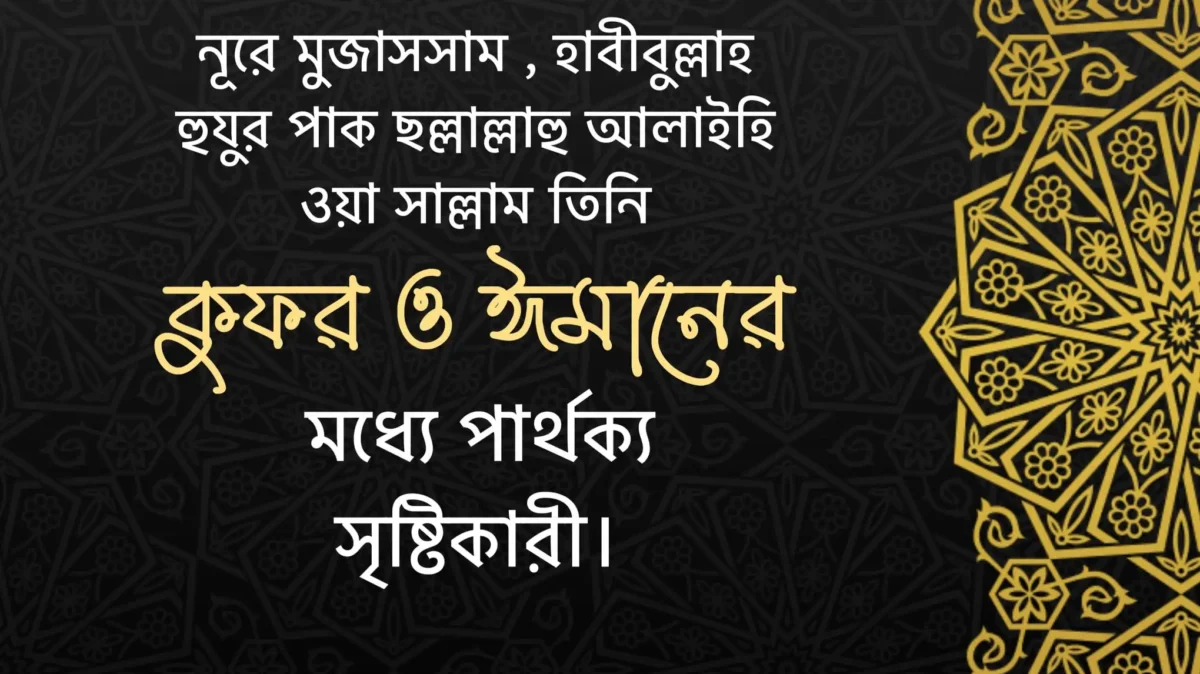 নূরে মুজাসসাম , হাবীবুল্লাহ
হুযুর পাক ছল্লাল্লাহু আলাইহি
ওয়া সাল্লাম তিনি
কুফর ও ঈমানের
মধ্যে পার্থক্য
সৃষ্টিকারী।